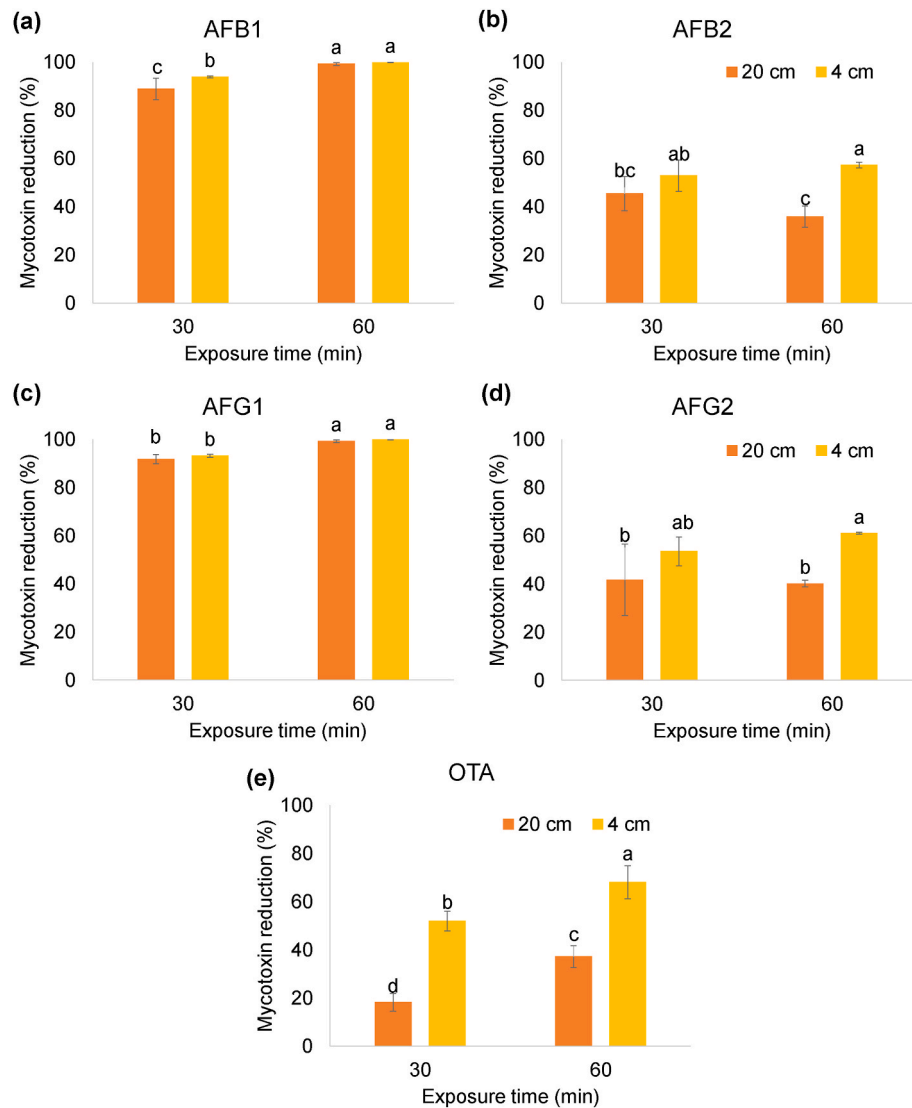 (a)
AFB1
Mycotoxin reduction (%)
100
80
60
40
20
0
c
b
a
a
30
60
Exposure time (min)
(b)
AFB2
20 cm
4 cm
Mycotoxin reduction (%)
100
80
60
40
20
0
bc
ab
c
a
30
60
Exposure time (min)
(c)
AFG1
Mycotoxin reduction (%)
100
80
60
40
20
0
b
b
a
a
30
60
Exposure time (min)
(d)
AFG2
20 cm
4 cm
Mycotoxin reduction (%)
100
80
60
40
20
0
b
ab
b
a
30
60
Exposure time (min)
(e)
OTA
20 cm
4 cm
Mycotoxin reduction (%)
100
80
60
40
20
0
d
b
c
a
30
60
Exposure time (min)